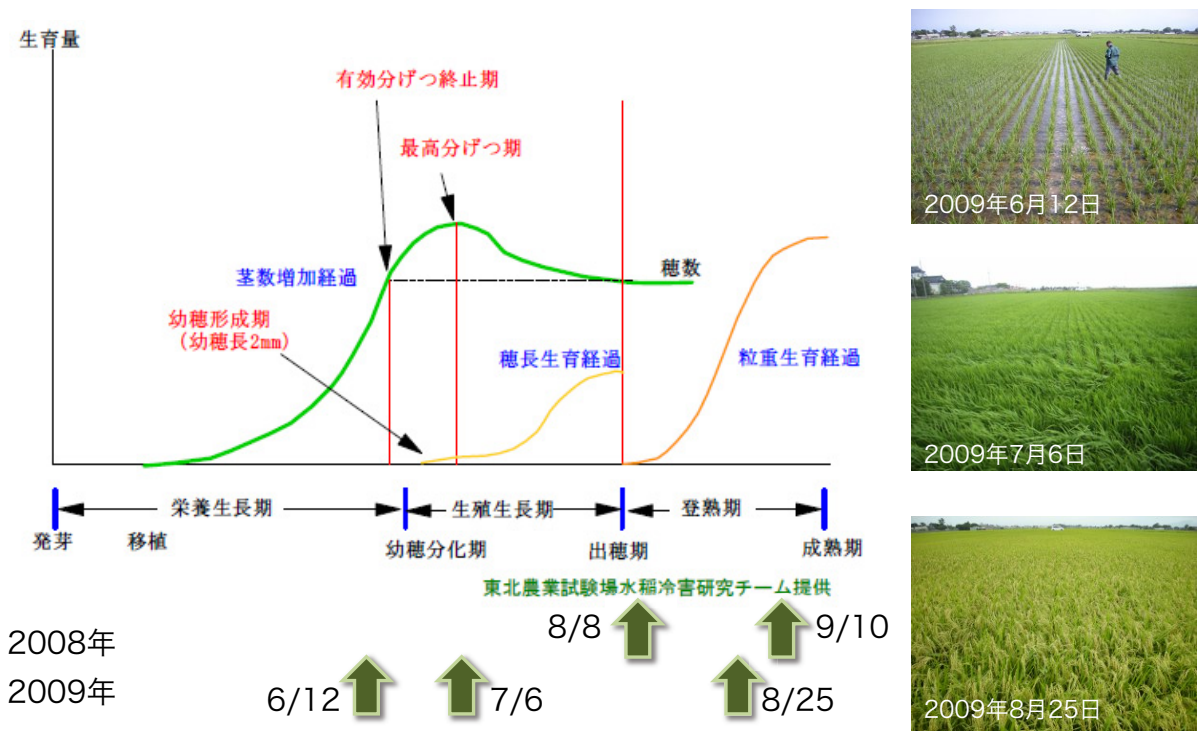 生育量
有効分げつ終止期
最高分げつ期
茎数増加経過
穂数
幼穂形成期
（幼穂長2mm）
穂長生育経過
粒重生育経過
栄養生長期
生殖生長期
登熟期
発芽
移植
幼穂分化期
出穂期
成熟期
東北農業試験場水稲冷害研究チーム提供
2008年
8/8
9/10
2009年
6/12
7/6
8/25
2009年6月12日
2009年7月6日
2009年8月25日